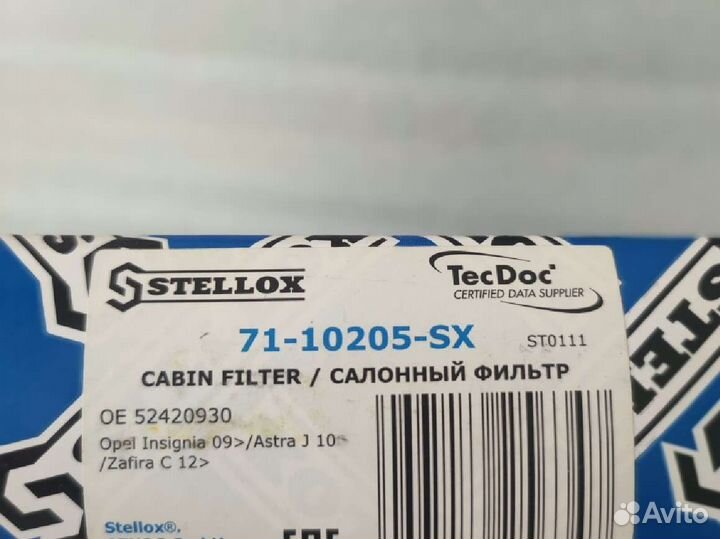 STELLOX
TecDoc
CERTIFIED DATA SUPPLIER
71-10205-SX
ST0111
CABIN FILTER / САЛОННЫЙ ФИЛЬТР
OE 52420930
Opel Insignia 09>/Astra J 10
/Zafira C 12>
Stellox®.
STEL
Avito